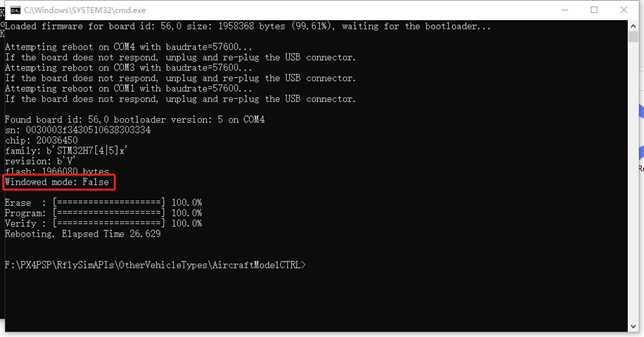 C:\Windows\SYSTEM32\cmd.exe
Loaded firmware for board id: 56,0 size: 1958368 bytes (99.61%), waiting for the bootloader...
Attempting reboot on COM4 with baudrate=57600...
If the board does not respond, unplug and re-plug the USB connector.
Attempting reboot on COM3 with baudrate=57600...
If the board does not respond, unplug and re-plug the USB connector.
Attempting reboot on COM1 with baudrate=57600...
If the board does not respond, unplug and re-plug the USB connector.
Found board id: 56,0 bootloader version: 5 on COM4
sn: 0030003f3430510638303334
chip: 20036450
family: b'STM32H7[4|5]x'
revision: b'V'
flash: 1966080 bytes
Windowed mode: False
Erase  : [====================] 100.0%
Program: [====================] 100.0%
Verify : [====================] 100.0%
Rebooting. Elapsed Time 26.629
F:\PX4PSP\RflySimAPIs\OtherVehicleTypes\AircraftModelCTRL>